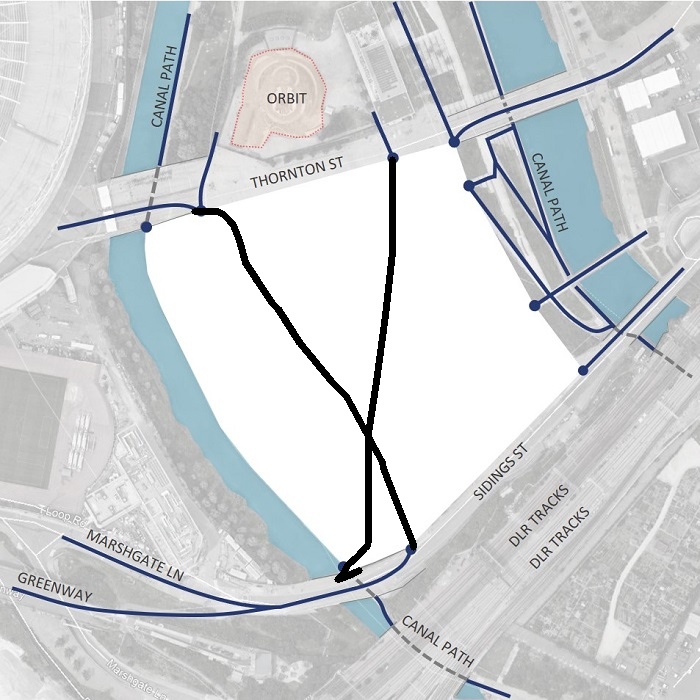 CANAL PATH
ORBIT
THORNTON ST
CANAL PATH
SIDINGS ST
DLR TRACKS
DLR TRACKS
MARSHGATE LN
GREENWAY
CANAL PATH